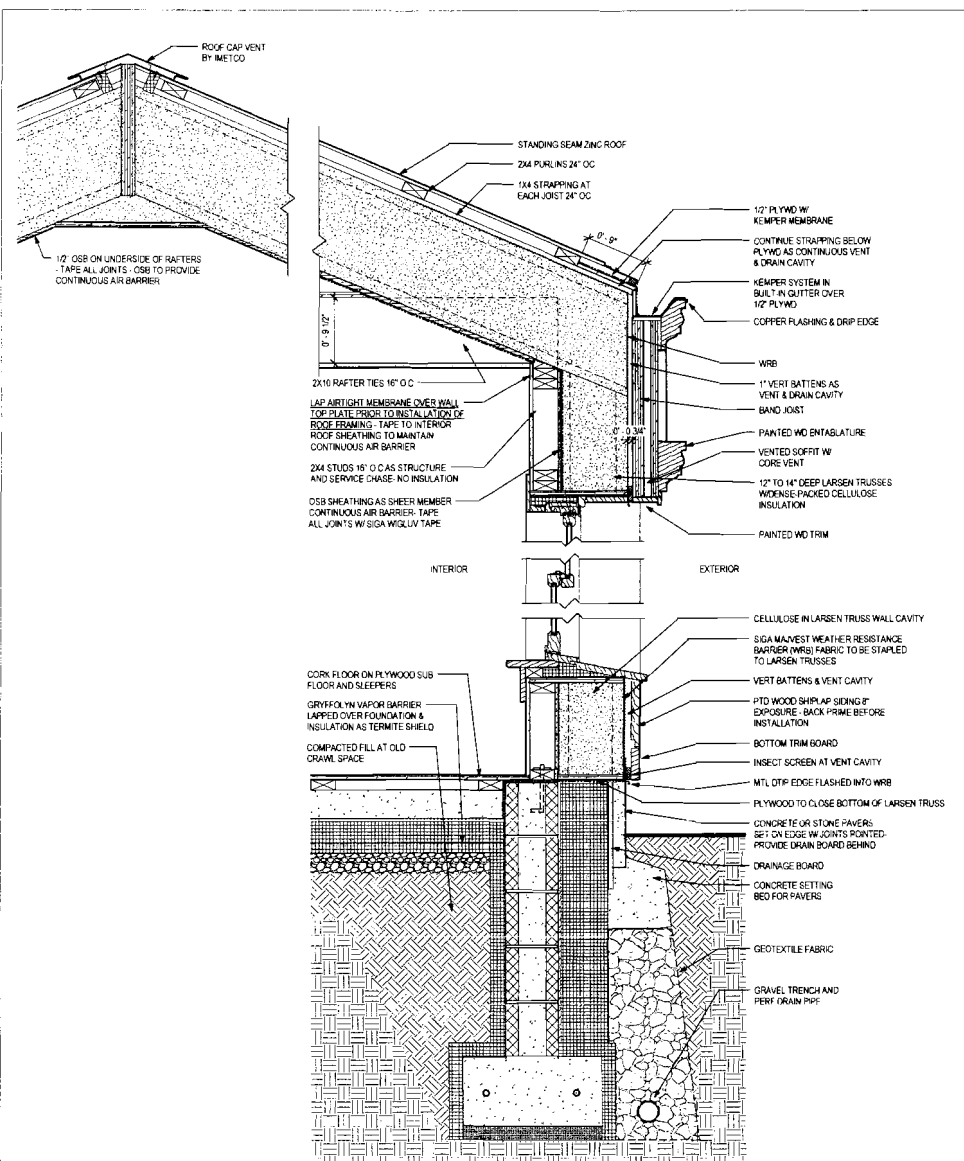 ROOF CAP VENT
BY IMETCO
STANDING SEAM ZINC ROOF
2X4 PURLINS 24" OC
1X4 STRAPPING AT
EACH JOIST 24" OC
0' - 9"
1/2" PLYWD W/
KEMPER MEMBRANE
CONTINUE STRAPPING BELOW
PLYWD AS CONTINUOUS VENT
& DRAIN CAVITY
KEMPER SYSTEM IN
BUILT-IN GUTTER OVER
1/2" PLYWD
COPPER FLASHING & DRIP EDGE
WRB
1" VERT BATTENS AS
VENT & DRAIN CAVITY
BAND JOIST
PAINTED WD ENTABLATURE
VENTED SOFFIT W/
CORE VENT
12" TO 14" DEEP LARSEN TRUSSES
W/DENSE-PACKED CELLULOSE
INSULATION
PAINTED WD TRIM
1/2" OSB ON UNDERSIDE OF RAFTERS
- TAPE ALL JOINTS - OSB TO PROVIDE
CONTINUOUS AIR BARRIER
0' - 9 1/2"
2X10 RAFTER TIES 16" O C
LAP AIRTIGHT MEMBRANE OVER WALL
TOP PLATE PRIOR TO INSTALLATION OF
ROOF FRAMING - TAPE TO INTERIOR
ROOF SHEATHING TO MAINTAIN
CONTINUOUS AIR BARRIER
0' - 0 3/4"
2X4 STUDS 16" O C AS STRUCTURE
AND SERVICE CHASE- NO INSULATION
OSB SHEATHING AS SHEER MEMBER
CONTINUOUS AIR BARRIER- TAPE
ALL JOINTS W/ SIGA WIGLUV TAPE
INTERIOR
EXTERIOR
CELLULOSE IN LARSEN TRUSS WALL CAVITY
SIGA MAJVEST WEATHER RESISTANCE
BARRIER (WRB) FABRIC TO BE STAPLED
TO LARSEN TRUSSES
VERT BATTENS & VENT CAVITY
PTD WOOD SHIPLAP SIDING 8"
EXPOSURE - BACK PRIME BEFORE
INSTALLATION
BOTTOM TRIM BOARD
INSECT SCREEN AT VENT CAVITY
MTL DTIP EDGE FLASHED INTO WRB
PLYWOOD TO CLOSE BOTTOM OF LARSEN TRUSS
CONCRETE OR STONE PAVERS
SET ON EDGE W/ JOINTS POINTED-
PROVIDE DRAIN BOARD BEHIND
DRAINAGE BOARD
CONCRETE SETTING
BED FOR PAVERS
GEOTEXTILE FABRIC
GRAVEL TRENCH AND
PERF DRAIN PIPE
CORK FLOOR ON PLYWOOD SUB
FLOOR AND SLEEPERS
GRYFFOLYN VAPOR BARRIER
LAPPED OVER FOUNDATION &
INSULATION AS TERMITE SHIELD
COMPACTED FILL AT OLD
CRAWL SPACE